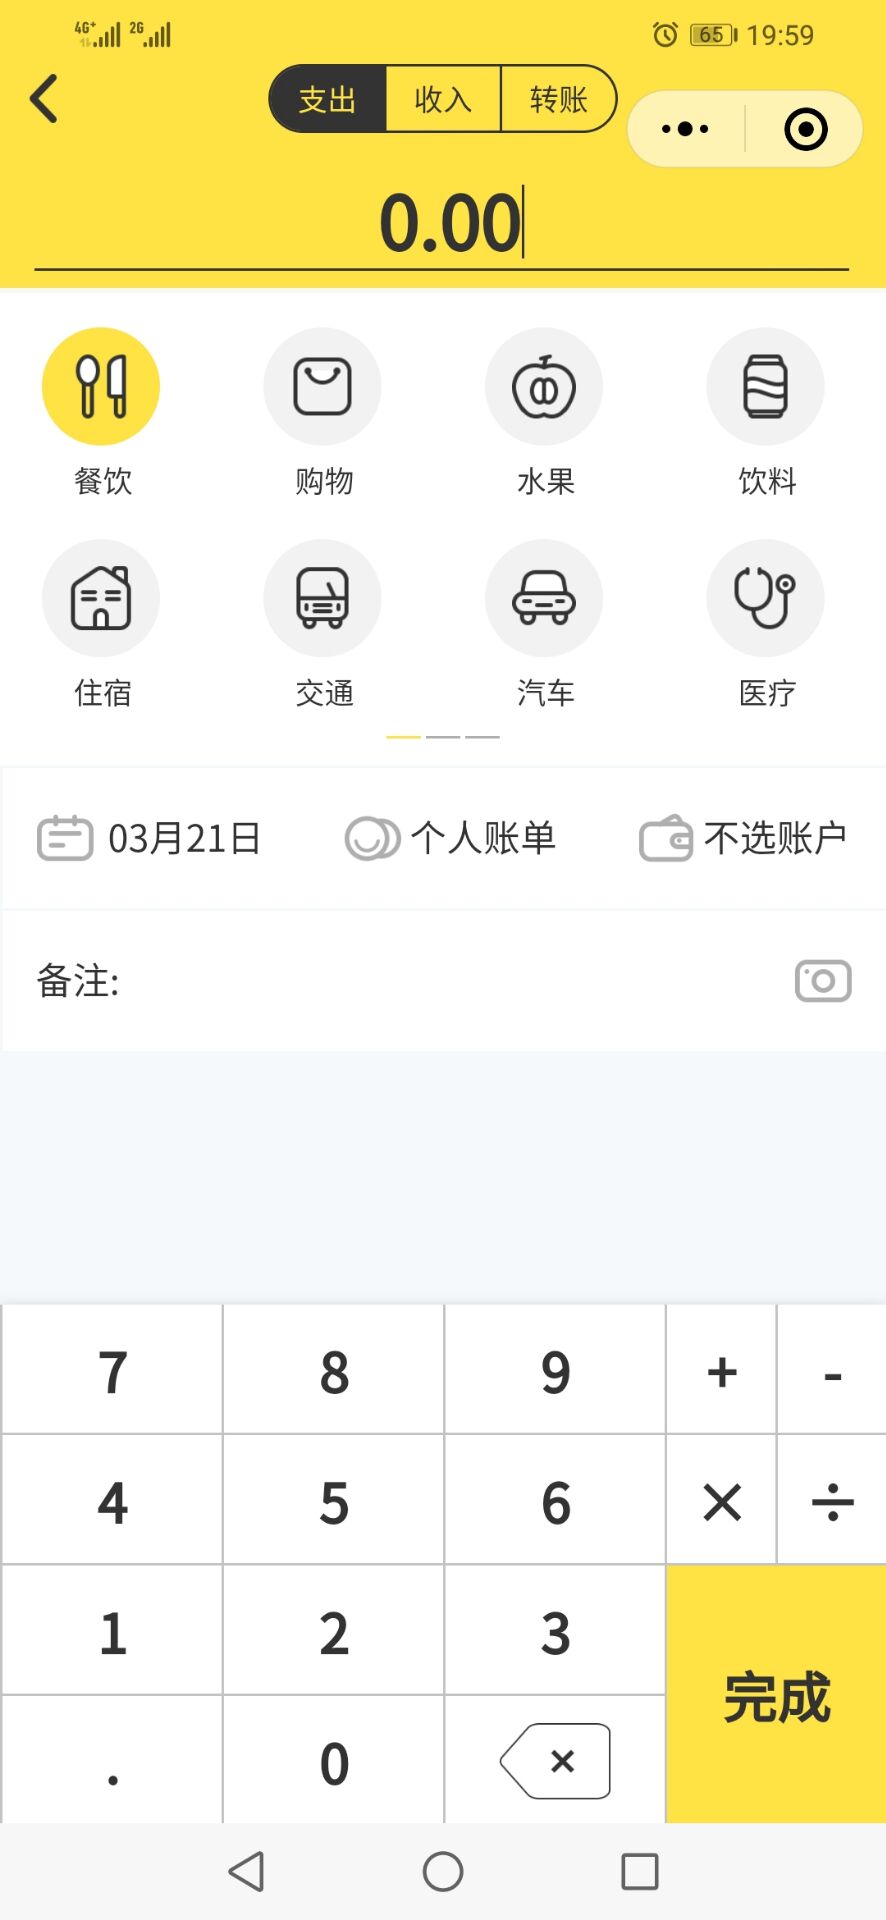 4G+ 2G 65 19:59
支出 收入 转账
0.00
餐饮 购物 水果 饮料
住宿 交通 汽车 医疗
03月21日 个人账单 不选账户
备注:
7 8 9 + -
4 5 6 × ÷
1 2 3
完成
. 0 ×